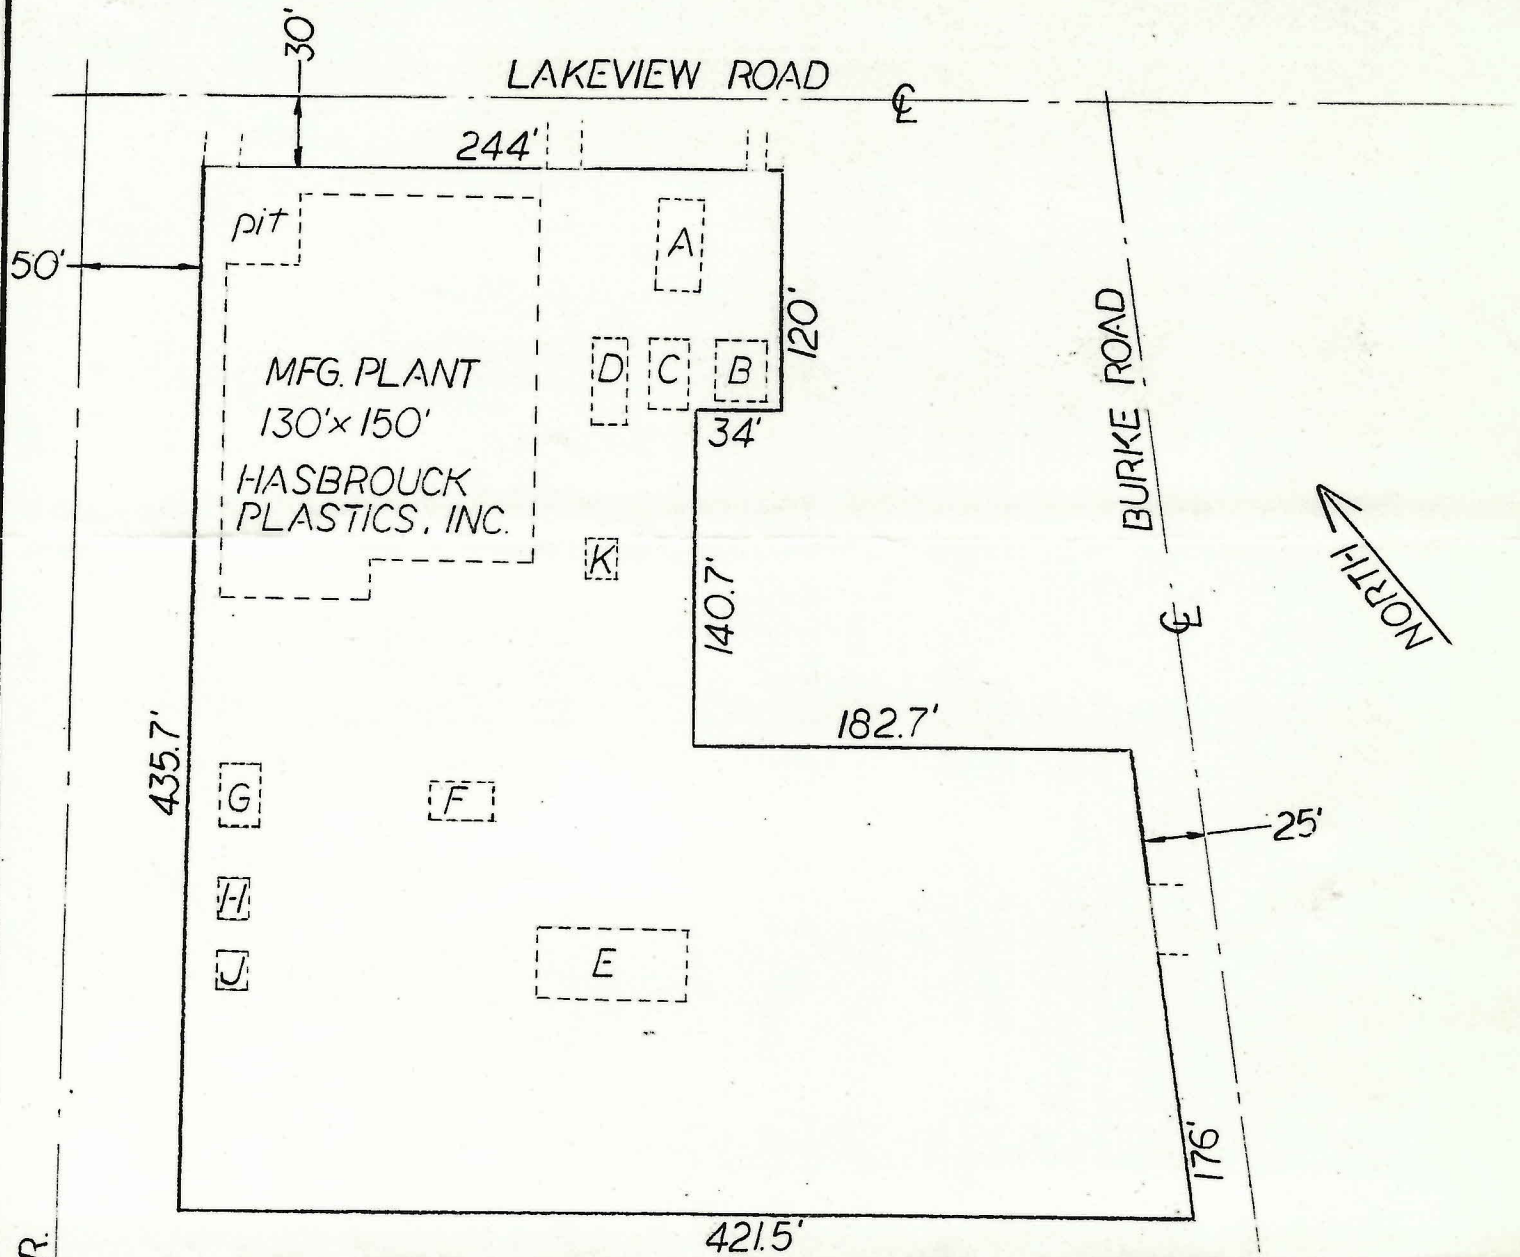 30'
LAKEVIEW ROAD
℄
244'
pit
A
50'
120'
MFG. PLANT
130' x 150'
D
C
B
34'
BURKE ROAD
HASBROUCK
PLASTICS, INC.
K
140.7'
NORTH
℄
182.7'
435.7'
G
F
25'
H
E
J
176'
421.5'
R.